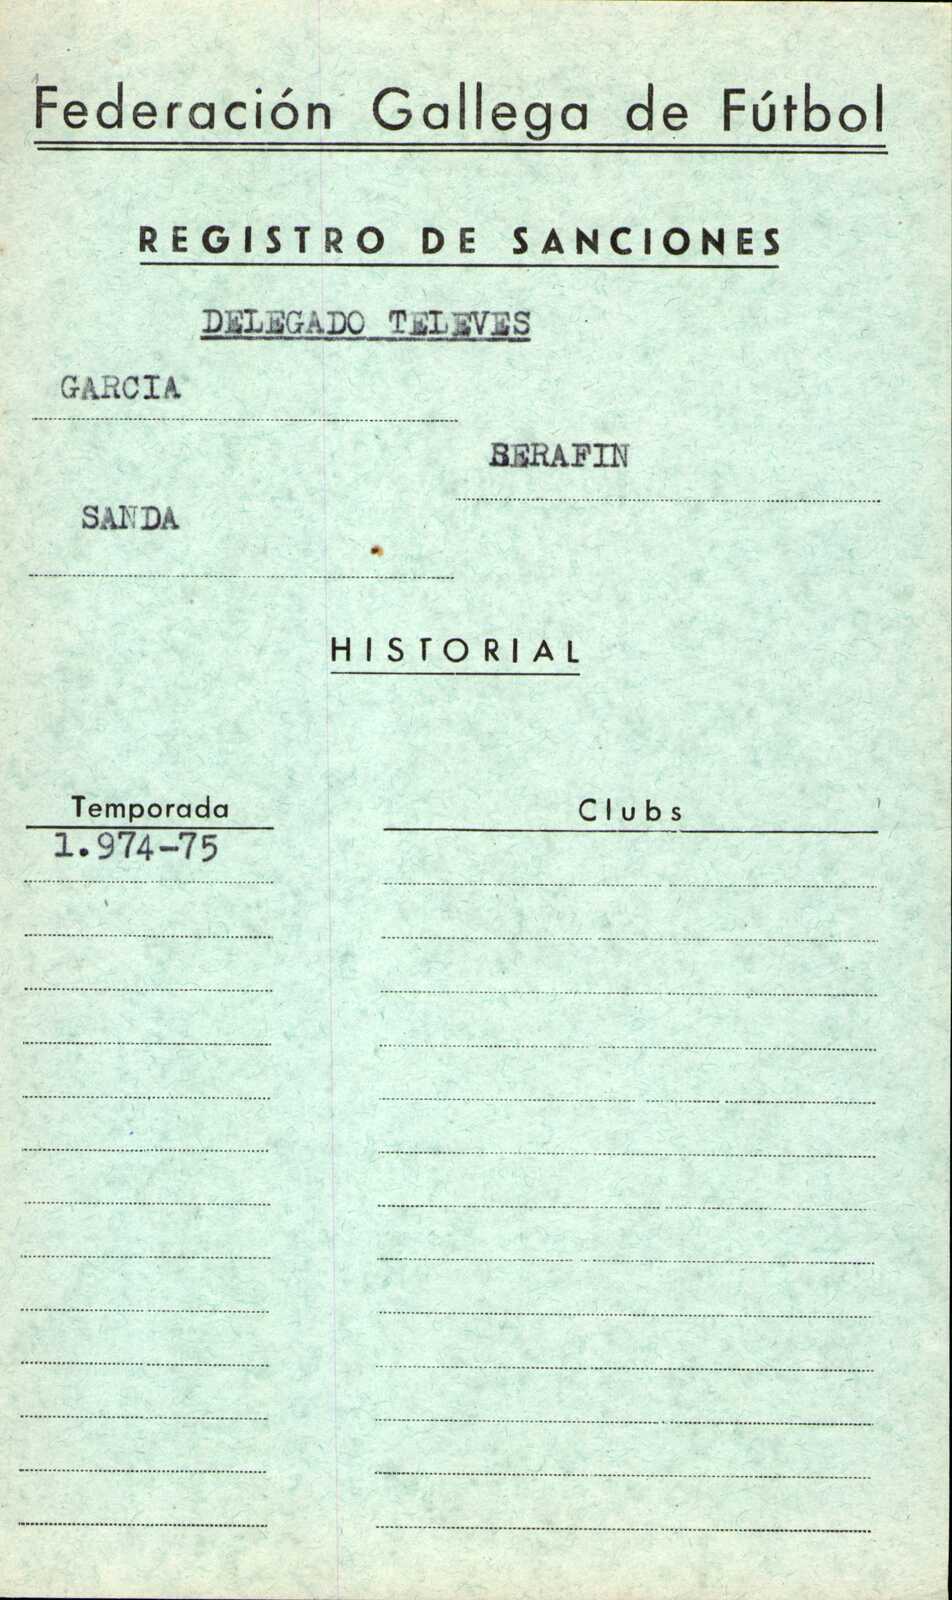 Federación Gallega de Fútbol
REGISTRO DE SANCIONES
DELEGADO TELEVES
GARCIA
SERAFIN
SANDA
HISTORIAL
Temporada Clubs
1.974-75